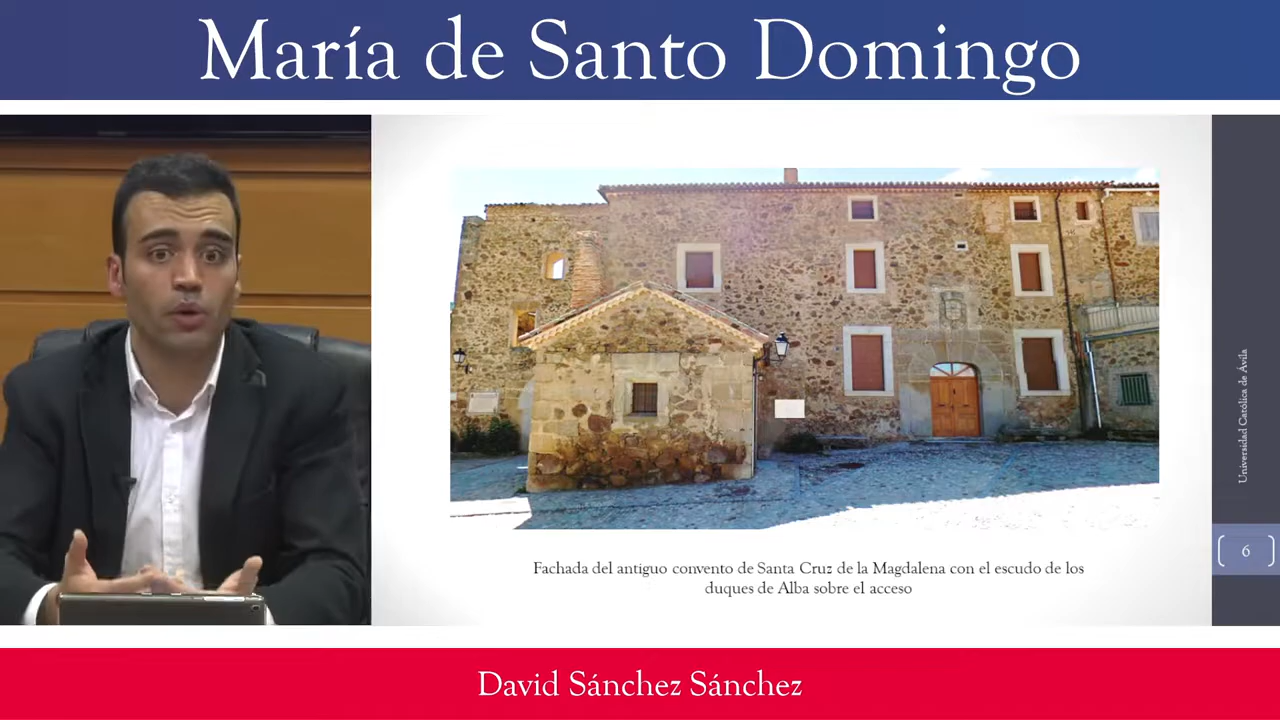 María de Santo Domingo
Fachada del antiguo convento de Santa Cruz de la Magdalena con el escudo de los
duques de Alba sobre el acceso
Universidad Católica de Ávila
6
David Sánchez Sánchez